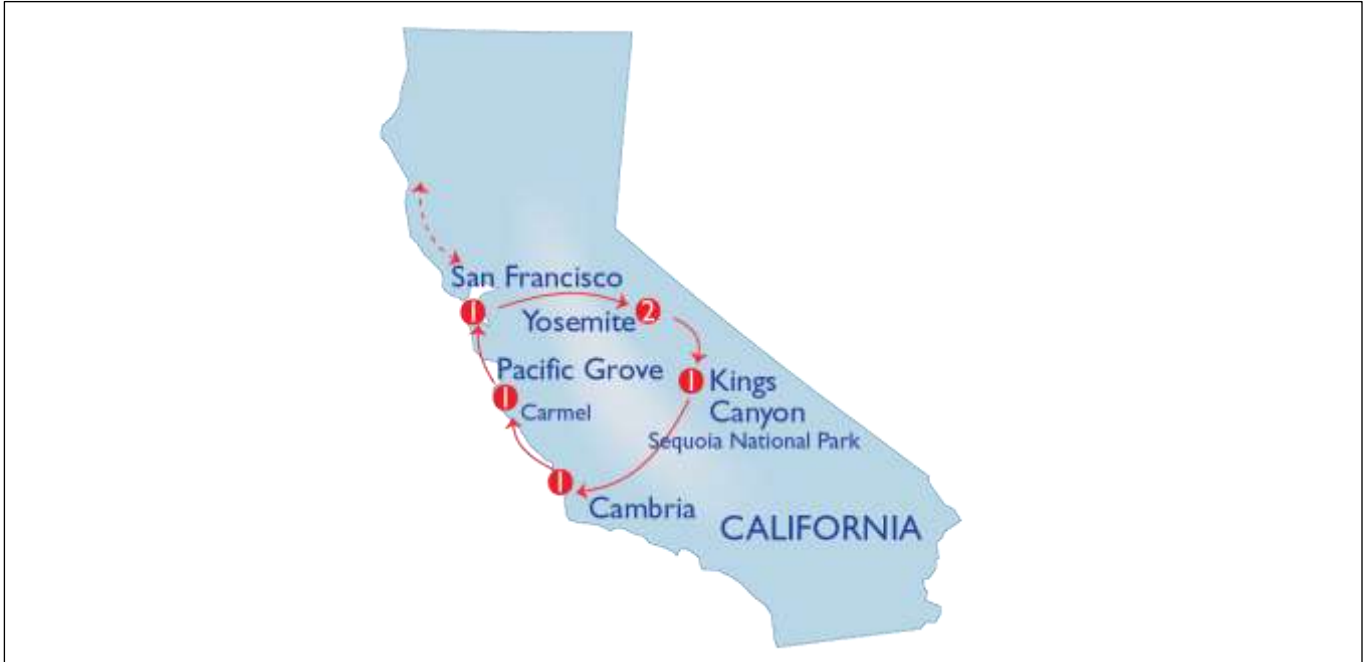 San Francisco
1
Yosemite 2
Pacific Grove
1
Carmel
1 Kings
Canyon
Sequoia National Park
1
Cambria
CALIFORNIA